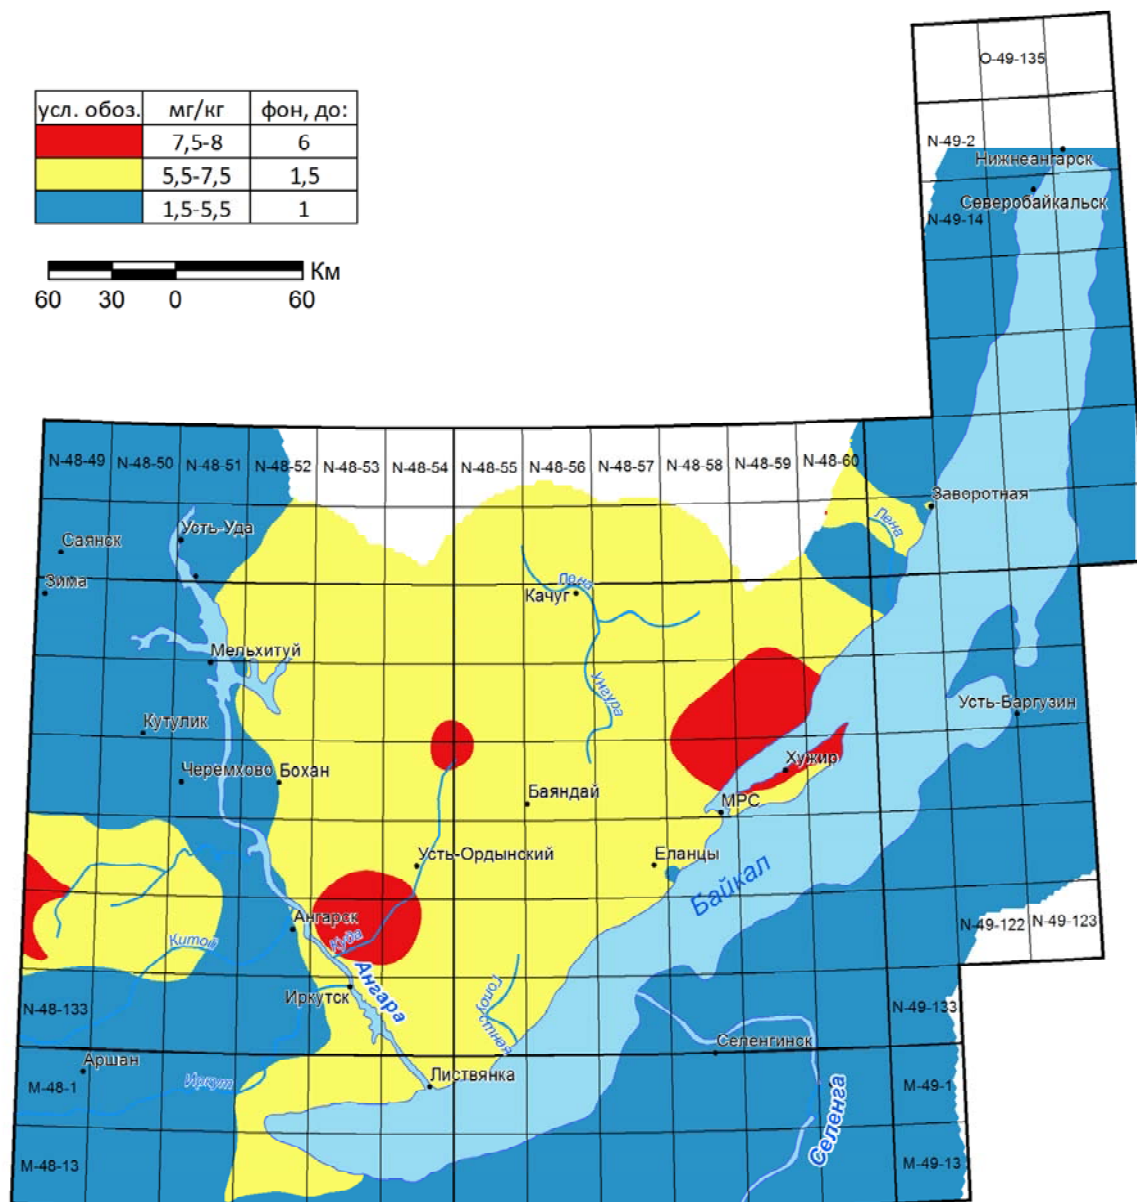 O-49-135
усл. обоз. мг/кг фон, до:
7,5-8 6
5,5-7,5 1,5
1,5-5,5 1
N-49-2
Нижнеангарск
Северобайкальск
N-49-14
Км
60 30 0 60
N-48-49 N-48-50 N-48-51 N-48-52 N-48-53 N-48-54 N-48-55 N-48-56 N-48-57 N-48-58 N-48-59 N-48-60
Заворотная
Лена
Усть-Уда
Саянск
Зима
Лена
Качуг
Мельхитуй
Унгура
Кутулик
Усть-Баргузин
Хужир
Черемхово Бохан
Баяндай
МРС
Усть-Ордынский
Еланцы
Байкал
Ангарск
Куда
Китой
N-49-122 N-49-123
Ангара
Иркутск
Голоу
стная
N-48-133
N-49-133
Селенгинск
Аршан
Иркут
Листвянка
M-48-1
M-49-1
Селенга
M-48-13
M-49-13